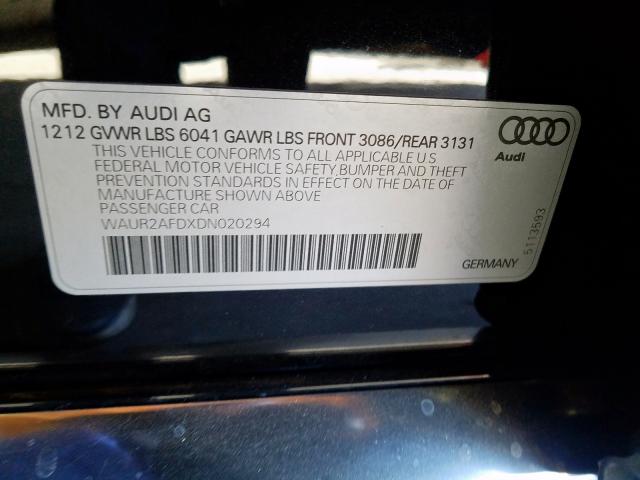 MFD. BY AUDI AG
1212 GVWR LBS 6041 GAWR LBS FRONT 3086/REAR 3131
THIS VEHICLE CONFORMS TO ALL APPLICABLE U S
FEDERAL MOTOR VEHICLE SAFETY,BUMPER AND THEFT
PREVENTION STANDARDS IN EFFECT ON THE DATE OF
MANUFACTURE SHOWN ABOVE
PASSENGER CAR
WAUR2AFDXDN020294
Audi
5113593
GERMANY